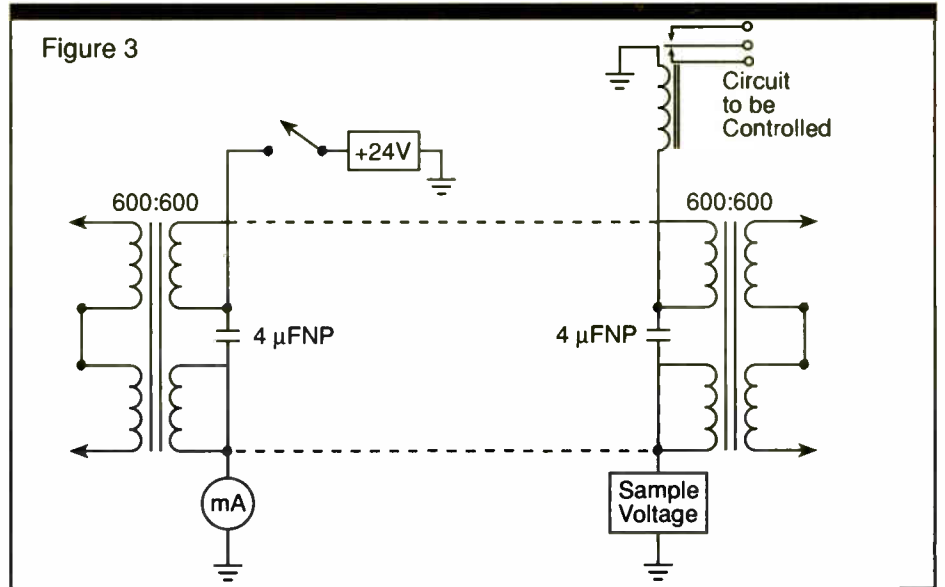 Figure 3
Circuit
to be
Controlled
+24V
600:600
600:600
4 µFNP
4 µFNP
mA
Sample
Voltage